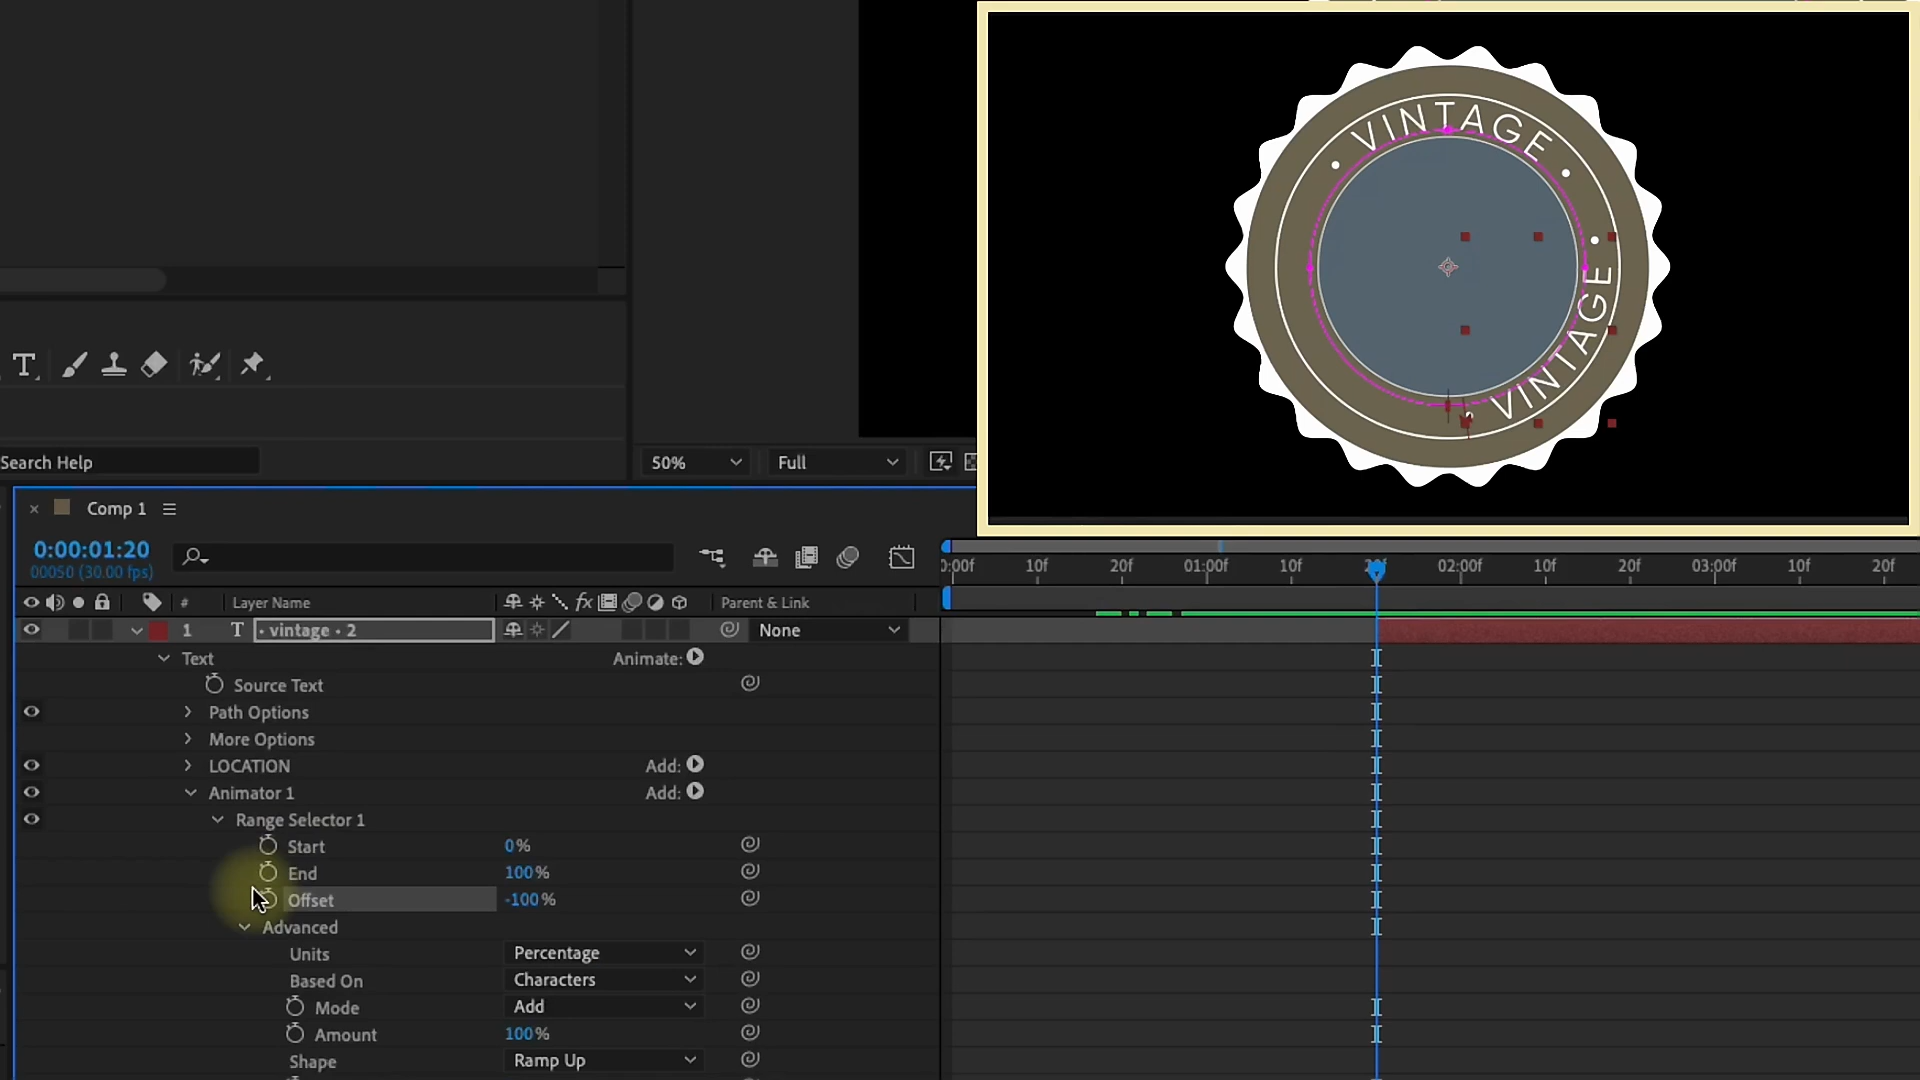 • VINTAGE •
• VINTAGE •
T
Search Help
50%
Full
Comp 1
0:00:01:20
00050 (30.00 fps)
0:00f 10f 20f 01:00f 10f 02:00f 10f 20f 03:00f 10f 20f
# Layer Name fx Parent & Link
1 T • vintage • 2 None
Text Animate:
Source Text
Path Options
More Options
LOCATION Add:
Animator 1 Add:
Range Selector 1
Start 0%
End 100%
Offset -100%
Advanced
Units Percentage
Based On Characters
Mode Add
Amount 100%
Shape Ramp Up